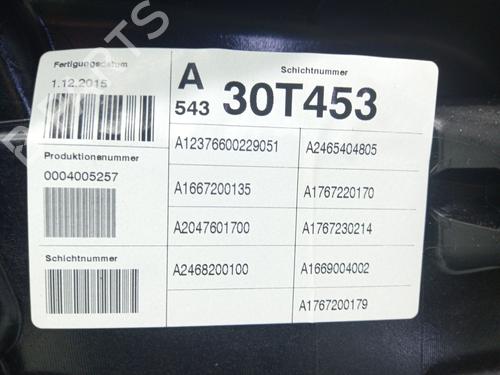 Fertigungsdatum
1.12.2015
Produktionsnummer
0004005257
Schichtnummer
A
543
Schichtnummer
30T453
A12376600229051
A2465404805
A1667200135
A1767220170
A2047601700
A1767230214
A2468200100
A1669004002
A1767200179